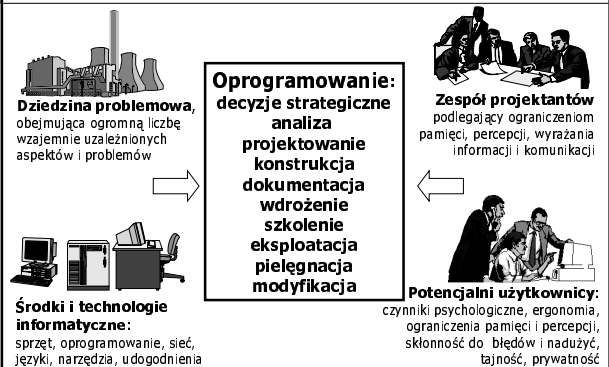 Dziedzina problemowa,
obejmująca ogromną liczbę
wzajemnie uzależnionych
aspektów i problemów
Środki i technologie
informatyczne:
sprzęt, oprogramowanie, sieć,
języki, narzędzia, udogodnienia
Oprogramowanie:
decyzje strategiczne
analiza
projektowanie
konstrukcja
dokumentacja
wdrożenie
szkolenie
eksploatacja
pielęgnacja
modyfikacja
Zespół projektantów
podlegający ograniczeniom
pamięci, percepcji, wyrażania
informacji i komunikacji
Potencjalni użytkownicy:
czynniki psychologiczne, ergonomia,
ograniczenia pamięci i percepcji,
skłonność do błędów i nadużyć,
tajność, prywatność